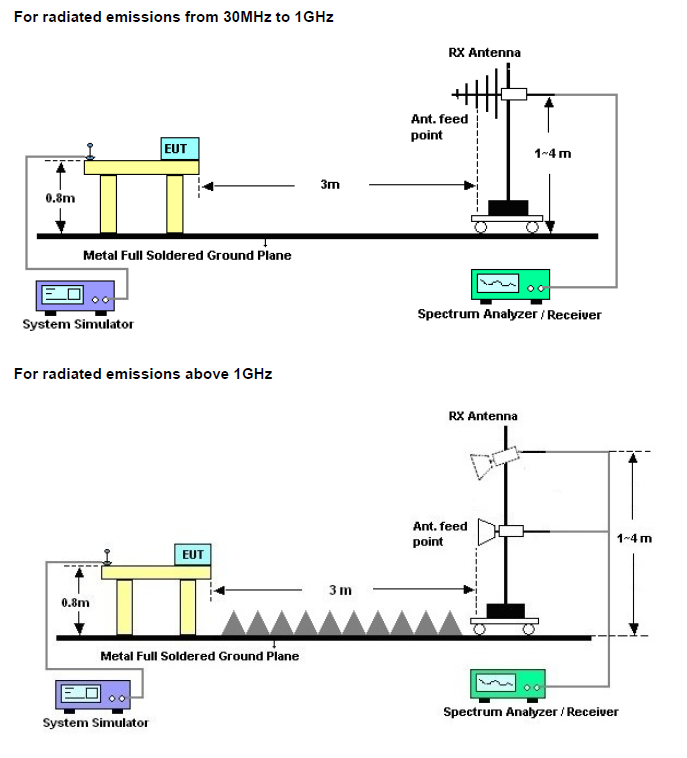 For radiated emissions from 30MHz to 1GHz
RX Antenna
Ant. feed
point
EUT
1~4 m
3m
0.8m
Metal Full Soldered Ground Plane
System Simulator
Spectrum Analyzer / Receiver
For radiated emissions above 1GHz
RX Antenna
Ant. feed
point
1~4 m
EUT
3 m
0.8m
Metal Full Soldered Ground Plane
System Simulator
Spectrum Analyzer / Receiver